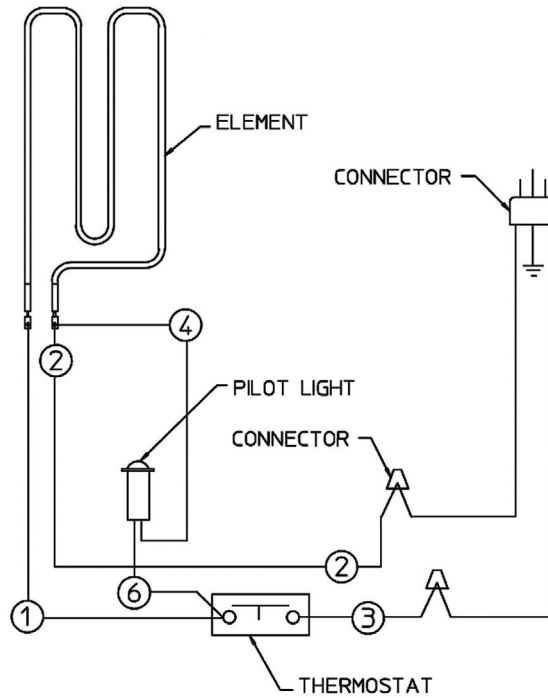 ELEMENT
CONNECTOR
4
2
PILOT LIGHT
CONNECTOR
2
6
1
3
THERMOSTAT